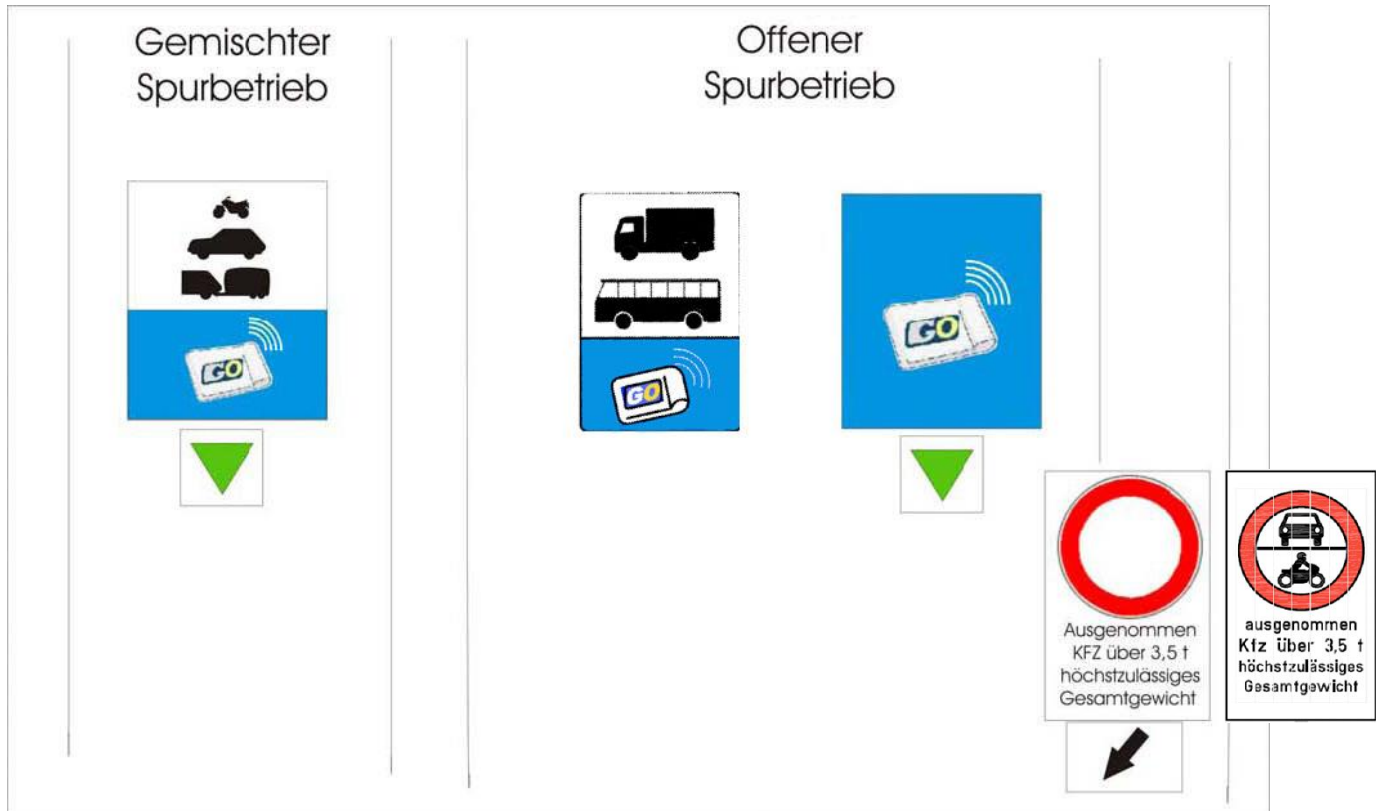 Gemischter
Spurbetrieb
Offener
Spurbetrieb
GO
GO
GO
Ausgenommen
KFZ über 3,5 t
höchstzulässiges
Gesamtgewicht
ausgenommen
Kfz über 3,5 t
höchstzulässiges
Gesamtgewicht